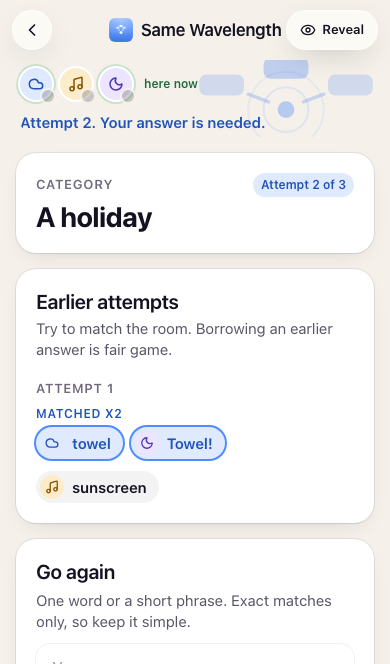 Same Wavelength
Reveal
here now
Attempt 2. Your answer is needed.
CATEGORY
Attempt 2 of 3
A holiday
Earlier attempts
Try to match the room. Borrowing an earlier
answer is fair game.
ATTEMPT 1
MATCHED X2
towel
Towel!
sunscreen
Go again
One word or a short phrase. Exact matches
only, so keep it simple.